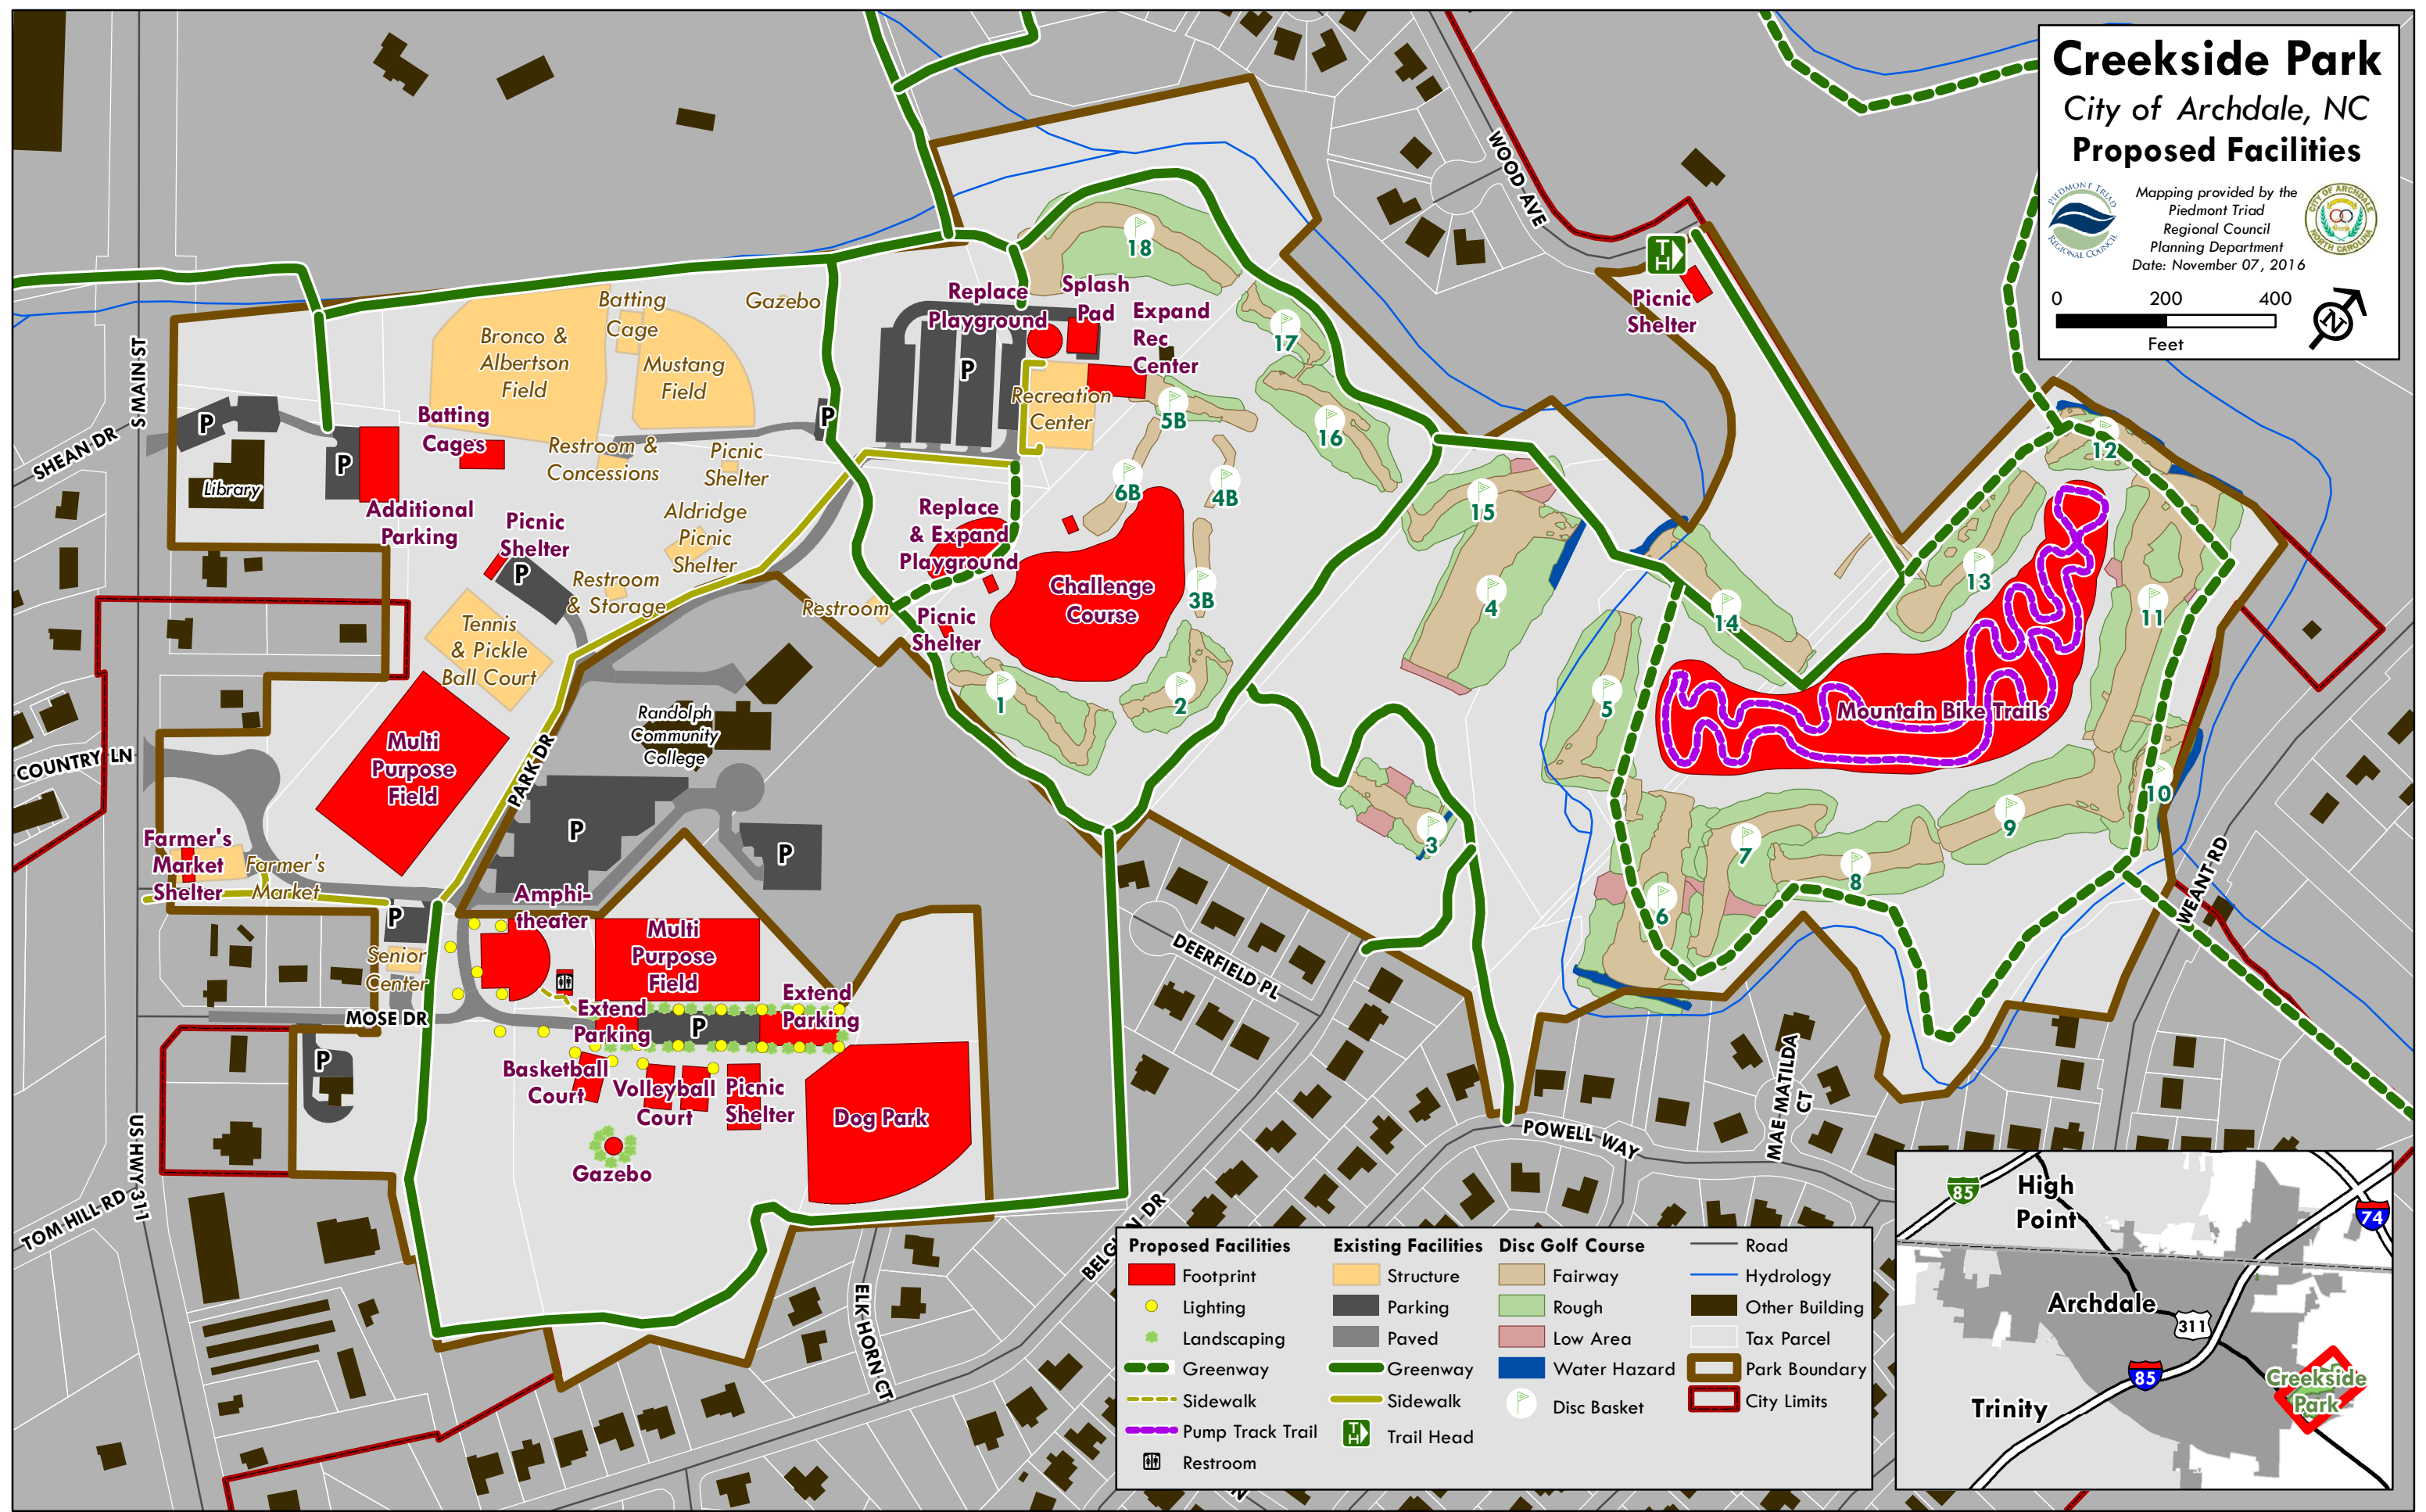 Creekside Park
City of Archdale, NC
Proposed Facilities
PIEDMONT TRIAD
REGIONAL COUNCIL
Mapping provided by the
Piedmont Triad
Regional Council
Planning Department
Date: November 07, 2016
CITY OF ARCHDALE
NORTH CAROLINA
0 200 400
Feet
N
WOOD AVE
TH
Picnic
Shelter
18
17
16
15
14
13
12
11
10
9
8
7
6
5
4
3
2
1
5B
6B
4B
3B
Replace
Playground
Splash
Pad
Expand
Rec
Center
Recreation
Center
P
Gazebo
Batting
Cage
Bronco &
Albertson
Field
Mustang
Field
P
S MAIN ST
SHEAN DR
P
Library
P
Batting
Cages
Additional
Parking
Restroom &
Concessions
Picnic
Shelter
Aldridge
Picnic
Shelter
Picnic
Shelter
P
Restroom
& Storage
Tennis
& Pickle
Ball Court
Replace
& Expand
Playground
Challenge
Course
Restroom
Picnic
Shelter
Mountain Bike Trails
Randolph
Community
College
Multi
Purpose
Field
PARK DR
COUNTRY LN
P
P
Farmer's
Market
Shelter
Farmer's
Market
P
Senior
Center
Amphi-
theater
Multi
Purpose
Field
Extend
Parking
P
Extend
Parking
MOSE DR
P
Basketball
Court
Volleyball
Court
Picnic
Shelter
Dog Park
Gazebo
US HWY 311
TOM HILL RD
DEERFIELD PL
WEANT RD
POWELL WAY
MAE MATILDA
CT
ELK HORN CT
Proposed Facilities
Footprint
Lighting
Landscaping
Greenway
Sidewalk
Pump Track Trail
Restroom
Existing Facilities
Structure
Parking
Paved
Greenway
Sidewalk
TH
Trail Head
Disc Golf Course
Fairway
Rough
Low Area
Water Hazard
Disc Basket
Road
Hydrology
Other Building
Tax Parcel
Park Boundary
City Limits
85
High
Point
74
Archdale
311
85
Trinity
Creekside
Park